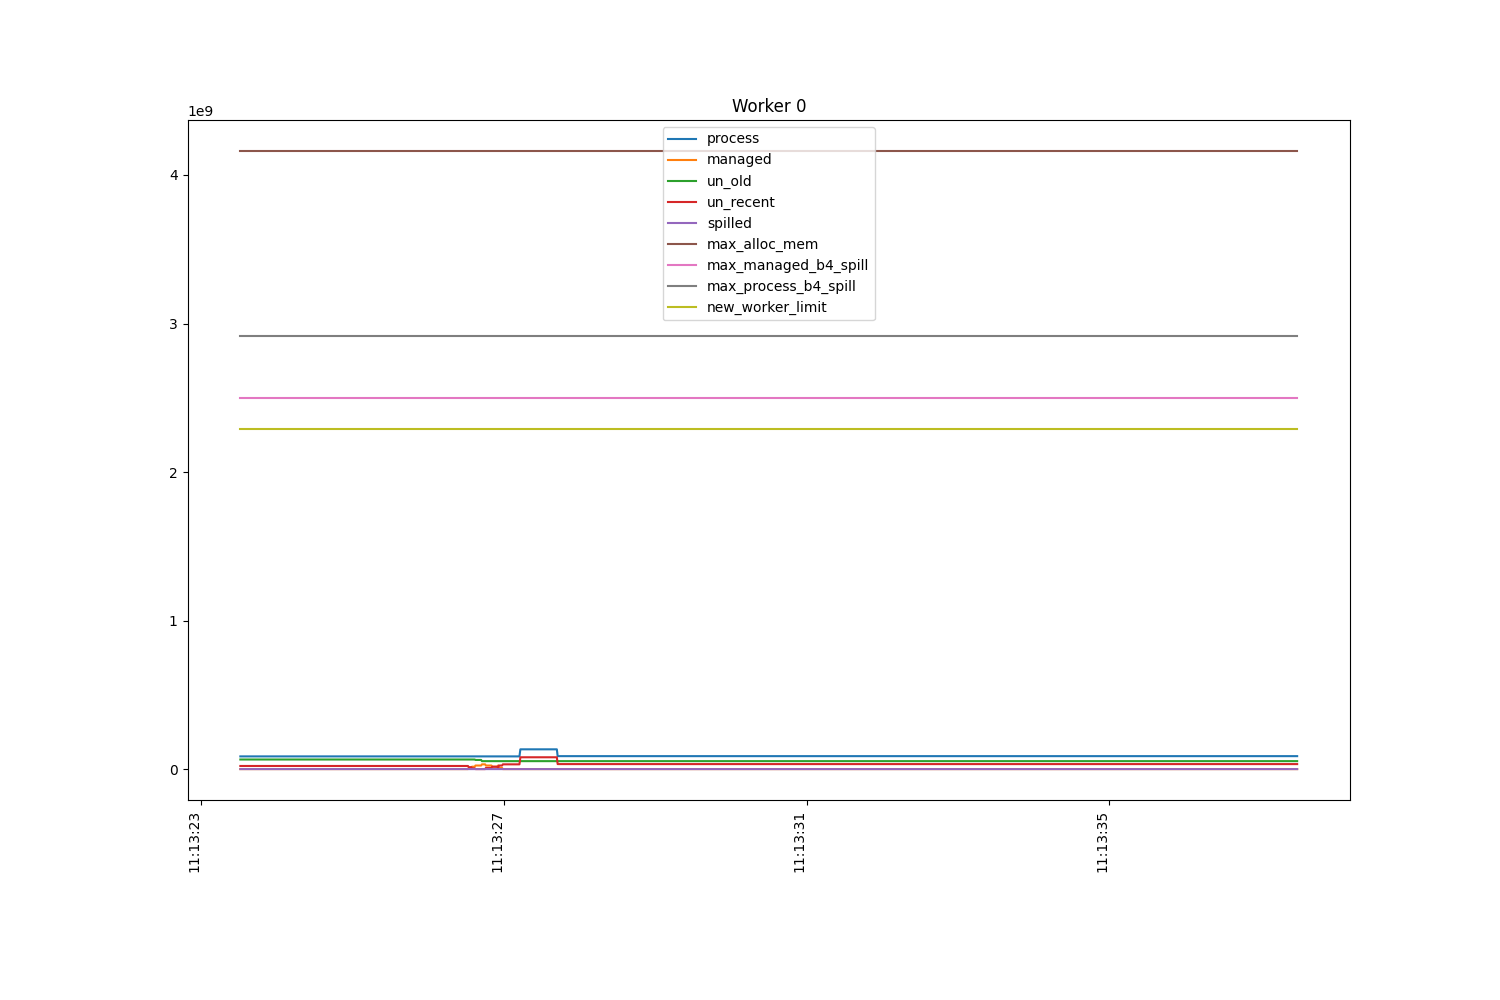 Worker 0
1e9
process
managed
un_old
un_recent
spilled
max_alloc_mem
max_managed_b4_spill
max_process_b4_spill
new_worker_limit
4
3
2
1
0
11:13:23
11:13:27
11:13:31
11:13:35